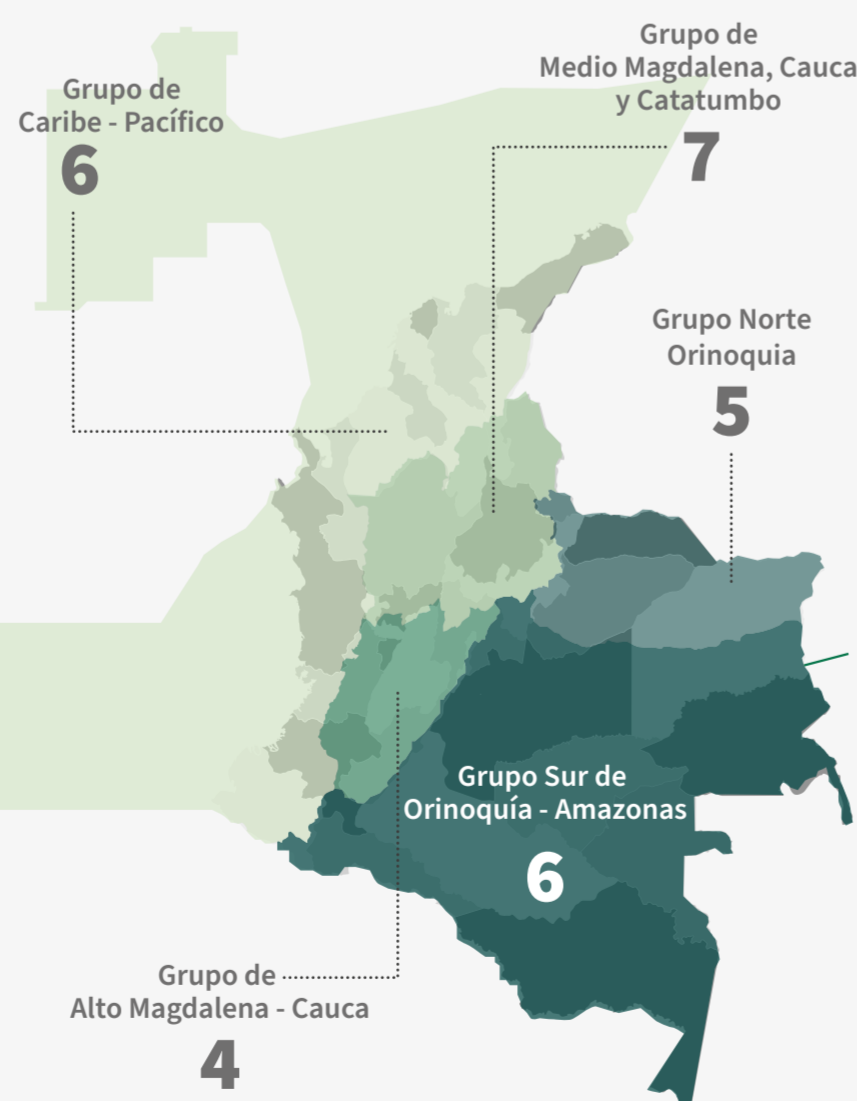 Grupo de
Caribe - Pacífico
6
Grupo de
Medio Magdalena, Cauca
y Catatumbo
7
Grupo Norte
Orinoquia
5
Grupo Sur de
Orinoquía - Amazonas
6
Grupo de
Alto Magdalena - Cauca
4